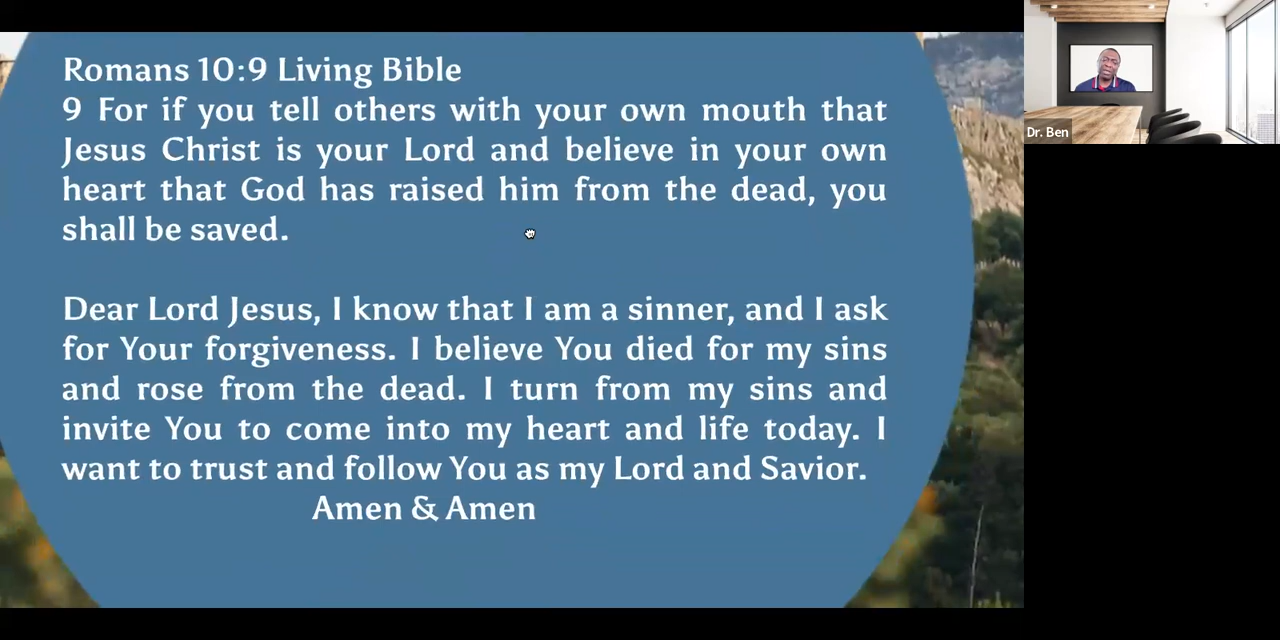 Romans 10:9 Living Bible
9 For if you tell others with your own mouth that
Jesus Christ is your Lord and believe in your own
heart that God has raised him from the dead, you
shall be saved.
Dear Lord Jesus, I know that I am a sinner, and I ask
for Your forgiveness. I believe You died for my sins
and rose from the dead. I turn from my sins and
invite You to come into my heart and life today. I
want to trust and follow You as my Lord and Savior.
Amen & Amen
Dr. Ben